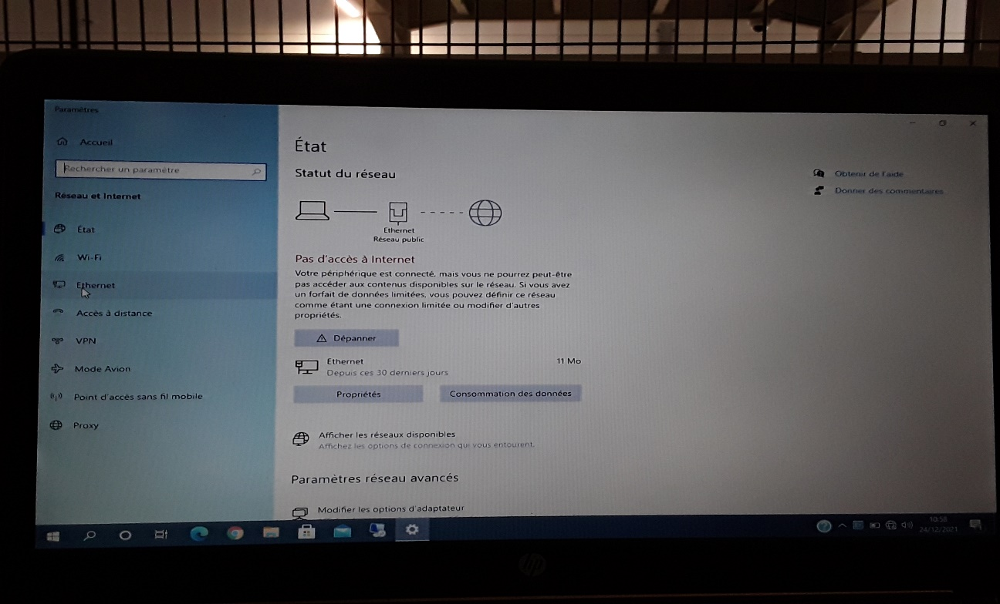 Paramètres
Accueil
Rechercher un paramètre
Réseau et Internet
État
Wi-Fi
Ethernet
Accès à distance
VPN
Mode Avion
Point d'accès sans fil mobile
Proxy
État
Statut du réseau
Ethernet
Réseau public
Pas d'accès à Internet
Votre périphérique est connecté, mais vous ne pourrez peut-être
pas accéder aux contenus disponibles sur le réseau. Si vous avez
un forfait de données limitées, vous pouvez définir ce réseau
comme étant une connexion limitée ou modifier d'autres
propriétés.
Dépanner
Ethernet
11 Mo
Depuis ces 30 derniers jours
Propriétés
Consommation des données
Afficher les réseaux disponibles
Affichez les options de connexion qui vous entourent.
Paramètres réseau avancés
Modifier les options d'adaptateur
Obtenir de l'aide
Donner des commentaires
10:58
24/12/2021
hp